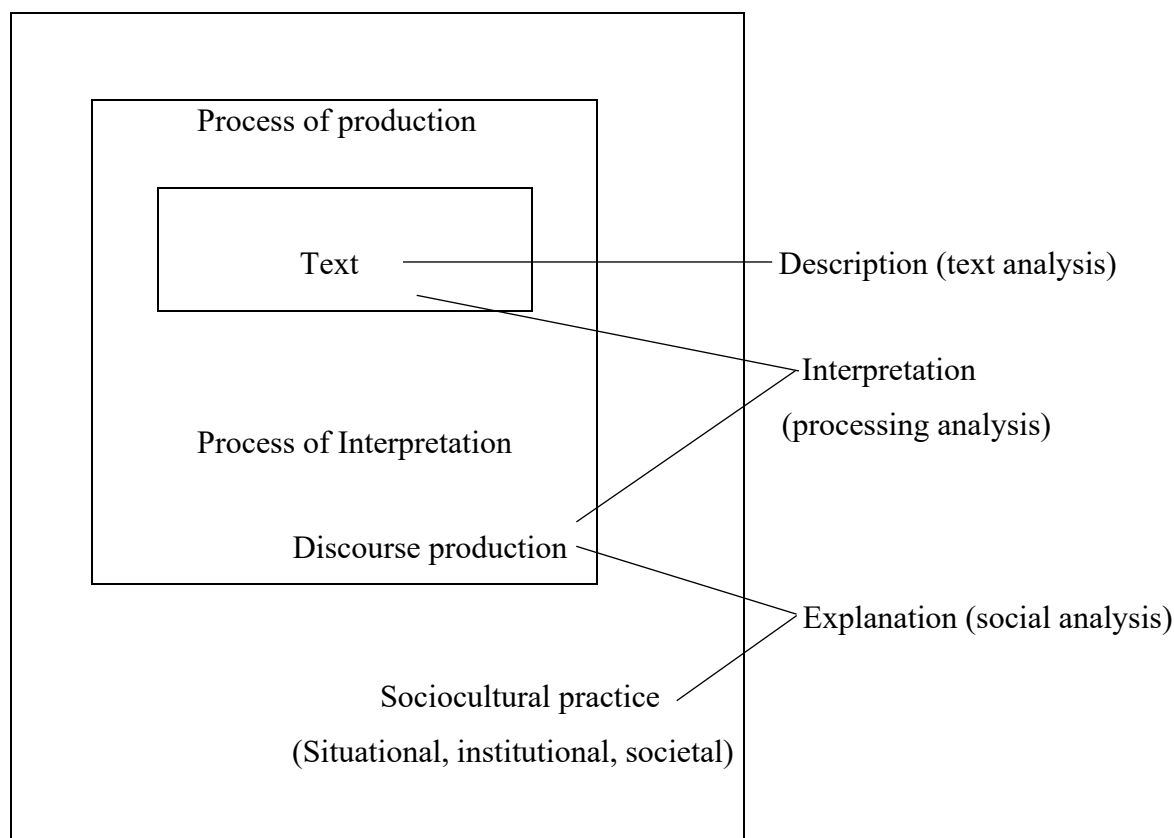 Process of production
Text
Description (text analysis)
Interpretation
(processing analysis)
Process of Interpretation
Discourse production
Explanation (social analysis)
Sociocultural practice
(Situational, institutional, societal)